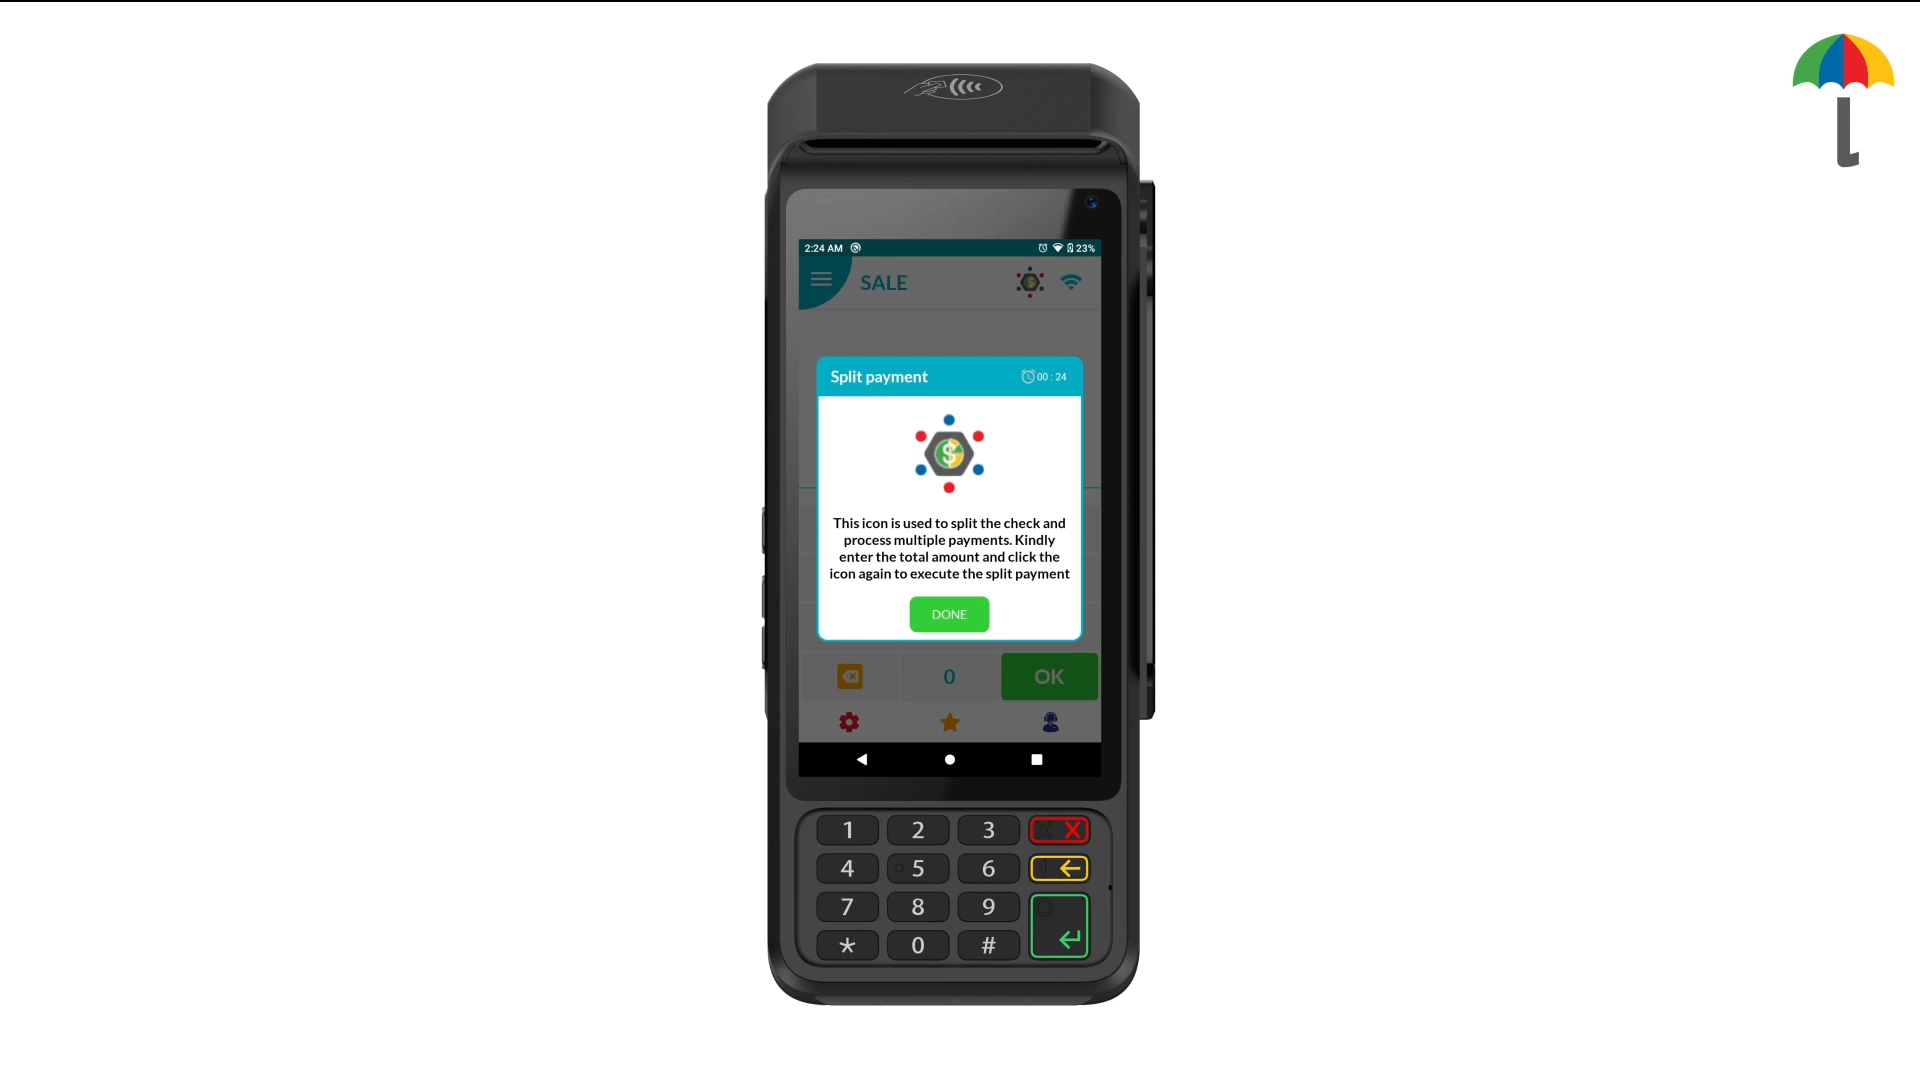 2:24 AM
23%
SALE
Split payment
00 : 24
This icon is used to split the check and
process multiple payments. Kindly
enter the total amount and click the
icon again to execute the split payment
DONE
0
OK
1 2 3 X
4 5 6
7 8 9
* 0 #